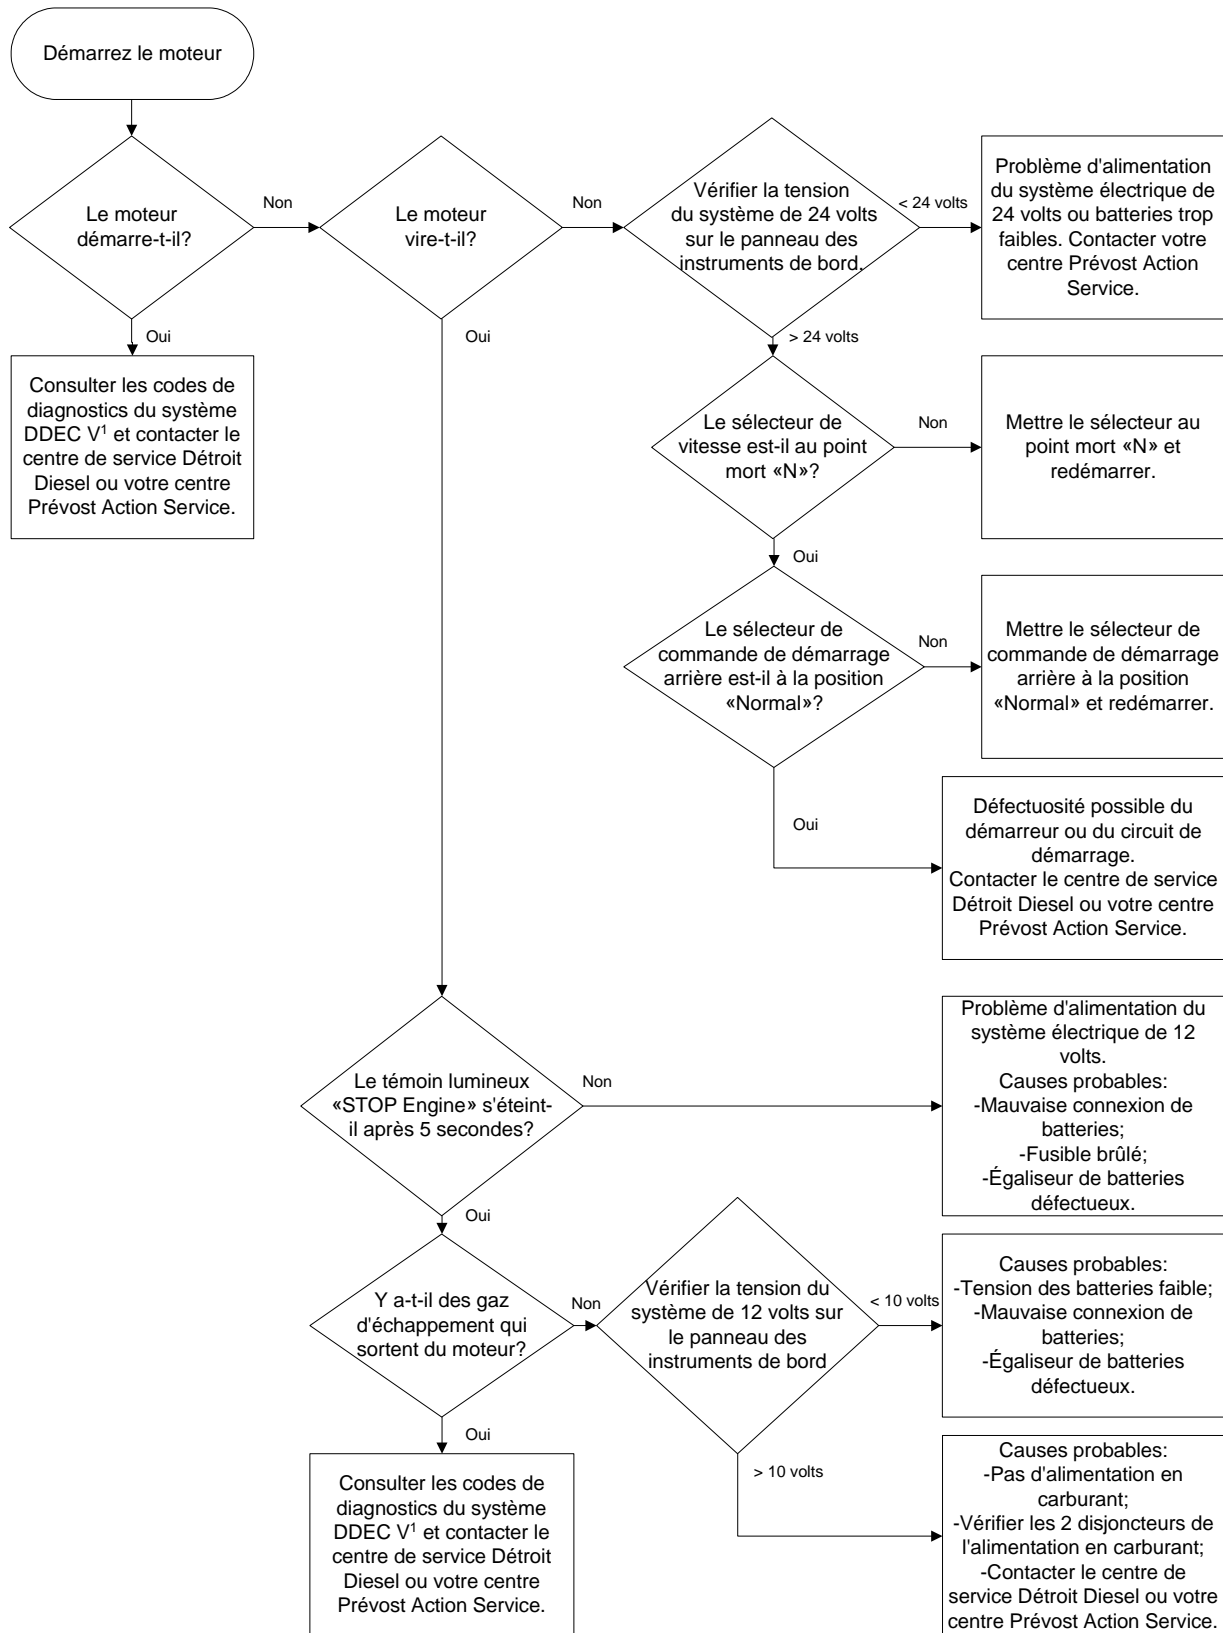 Démarrez le moteur
Le moteur
démarre-t-il?
Non
Le moteur
vire-t-il?
Non
Vérifier la tension
du système de 24 volts
sur le panneau des
instruments de bord.
< 24 volts
Problème d'alimentation
du système électrique de
24 volts ou batteries trop
faibles. Contacter votre
centre Prévost Action
Service.
Oui
Oui
> 24 volts
Consulter les codes de
diagnostics du système
DDEC V¹ et contacter le
centre de service Détroit
Diesel ou votre centre
Prévost Action Service.
Le sélecteur de
vitesse est-il au point
mort «N»?
Non
Mettre le sélecteur au
point mort «N» et
redémarrer.
Oui
Le sélecteur de
commande de démarrage
arrière est-il à la position
«Normal»?
Non
Mettre le sélecteur de
commande de démarrage
arrière à la position
«Normal» et redémarrer.
Oui
Défectuosité possible du
démarreur ou du circuit de
démarrage.
Contacter le centre de service
Détroit Diesel ou votre centre
Prévost Action Service.
Le témoin lumineux
«STOP Engine» s'éteint-
il après 5 secondes?
Non
Problème d'alimentation du
système électrique de 12
volts.
Causes probables:
-Mauvaise connexion de
batteries;
-Fusible brûlé;
-Égaliseur de batteries
défectueux.
Oui
Y a-t-il des gaz
d'échappement qui
sortent du moteur?
Non
Vérifier la tension du
système de 12 volts sur
le panneau des
instruments de bord
< 10 volts
Causes probables:
-Tension des batteries faible;
-Mauvaise connexion de
batteries;
-Égaliseur de batteries
défectueux.
Oui
> 10 volts
Consulter les codes de
diagnostics du système
DDEC V¹ et contacter le
centre de service Détroit
Diesel ou votre centre
Prévost Action Service.
Causes probables:
-Pas d'alimentation en
carburant;
-Vérifier les 2 disjoncteurs de
l'alimentation en carburant;
-Contacter le centre de
service Détroit Diesel ou votre
centre Prévost Action Service.